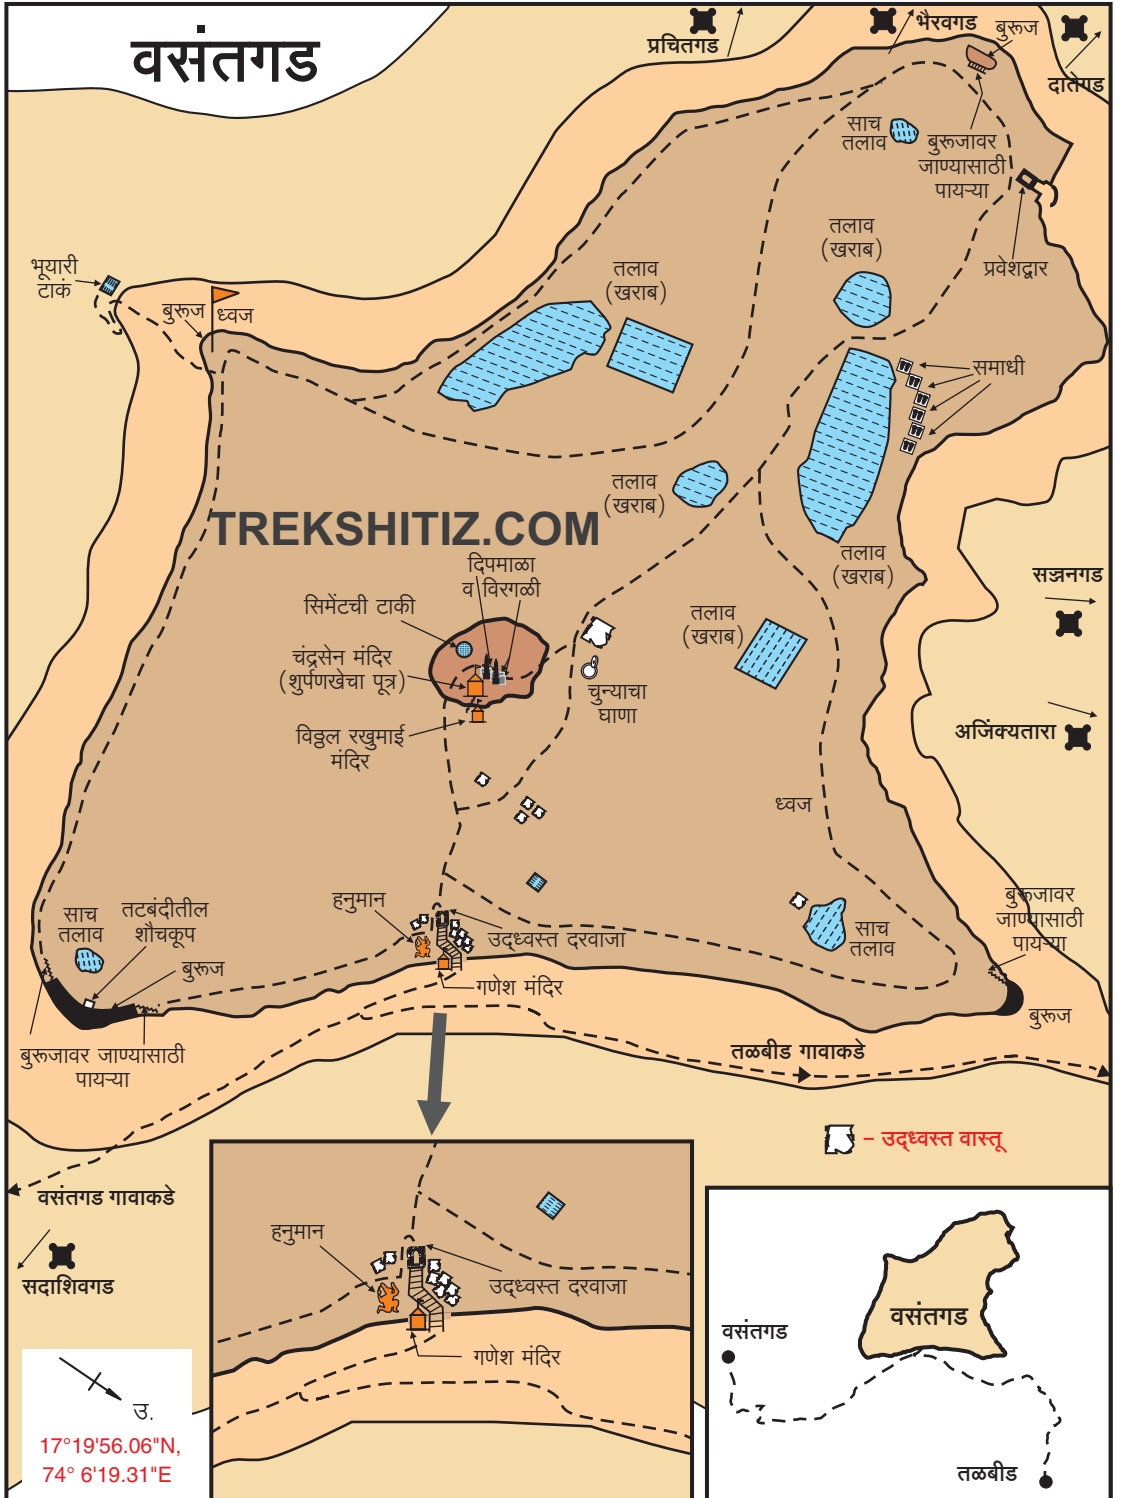 वसंतगड
प्रचितगड
भैरवगड
बुरूज
दातेगड
साच
तलाव
बुरूजावर
जाण्यासाठी
पायऱ्या
प्रवेशद्वार
तलाव
(खराब)
तलाव
(खराब)
भूयारी
टाकं
बुरूज
ध्वज
समाधी
तलाव
(खराब)
TREKSHITIZ.COM
तलाव
(खराब)
दिपमाळा
व विरगळी
सिमेंटची टाकी
चंद्रसेन मंदिर
(शुर्पणखेचा पूत्र)
विठ्ठल रखुमाई
मंदिर
चुन्याचा
घाणा
तलाव
(खराब)
सज्जनगड
अजिंक्यतारा
ध्वज
हनुमान
साच
तलाव
तटबंदीतील
शौचकूप
बुरूज
उद्ध्वस्त दरवाजा
गणेश मंदिर
साच
तलाव
बुरूजावर
जाण्यासाठी
पायऱ्या
बुरूज
बुरूजावर जाण्यासाठी
पायऱ्या
तळबीड गावाकडे
– उद्ध्वस्त वास्तू
वसंतगड गावाकडे
सदाशिवगड
हनुमान
उद्ध्वस्त दरवाजा
गणेश मंदिर
उ.
17°19'56.06"N,
74° 6'19.31"E
वसंतगड
वसंतगड
तळबीड